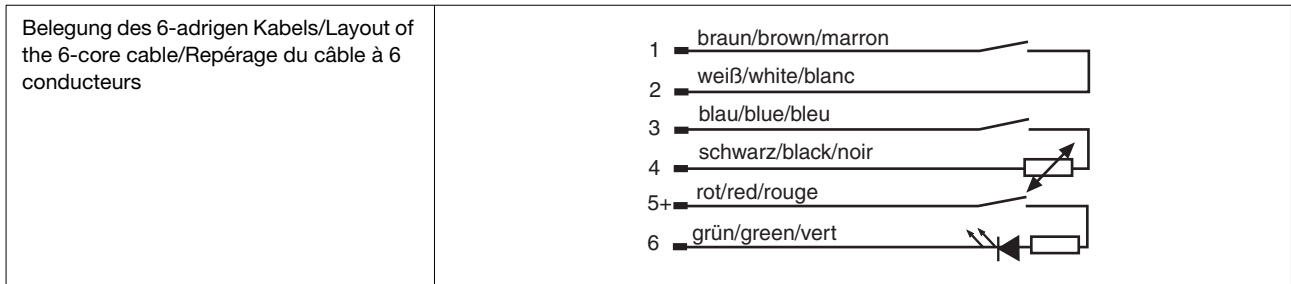 Belegung des 6-adrigen Kabels/Layout of
the 6-core cable/Repérage du câble à 6
conducteurs
1 braun/brown/marron
2 weiß/white/blanc
3 blau/blue/bleu
4 schwarz/black/noir
5+ rot/red/rouge
6 grün/green/vert